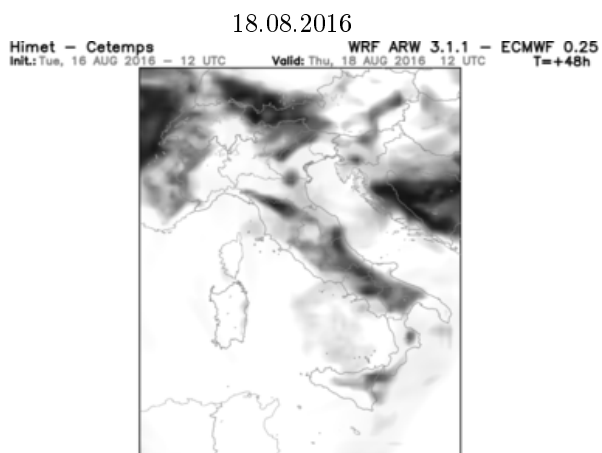 18.08.2016
Himet - Cetemps WRF ARW 3.1.1 - ECMWF 0.25
Init.: Tue, 16 AUG 2016 - 12 UTC Valid: Thu, 18 AUG 2016 12 UTC T=+48h